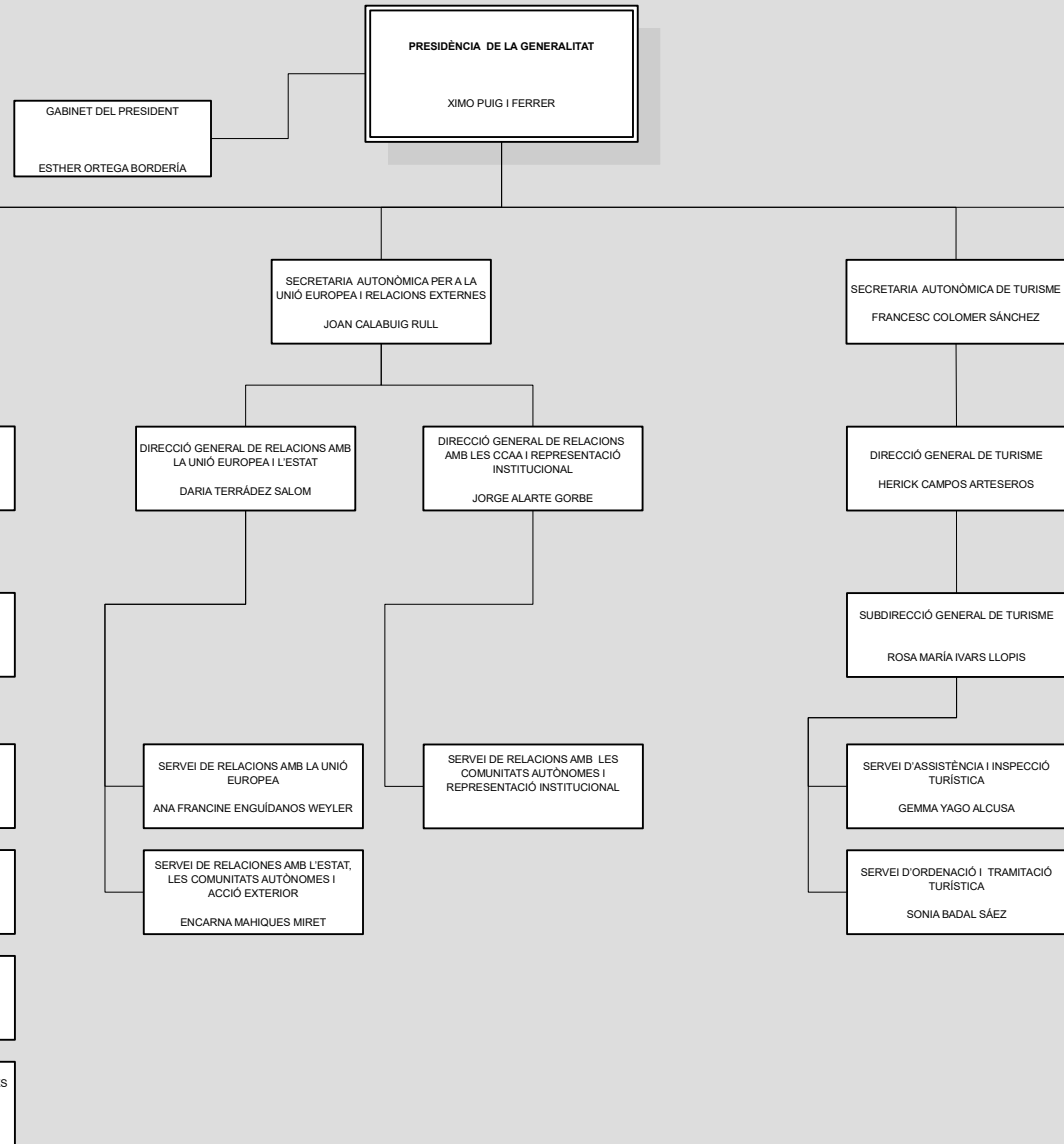 PRESIDÈNCIA DE LA GENERALITAT
XIMO PUIG I FERRER
GABINET DEL PRESIDENT
ESTHER ORTEGA BORDERÍA
SECRETARIA AUTONÒMICA PER A LA
UNIÓ EUROPEA I RELACIONS EXTERNES
JOAN CALABUIG RULL
SECRETARIA AUTONÒMICA DE TURISME
FRANCESC COLOMER SÁNCHEZ
DIRECCIÓ GENERAL DE RELACIONS AMB
LA UNIÓ EUROPEA I L'ESTAT
DARIA TERRÁDEZ SALOM
DIRECCIÓ GENERAL DE RELACIONS
AMB LES CCAA I REPRESENTACIÓ
INSTITUCIONAL
JORGE ALARTE GORBE
DIRECCIÓ GENERAL DE TURISME
HERICK CAMPOS ARTESEROS
SUBDIRECCIÓ GENERAL DE TURISME
ROSA MARÍA IVARS LLOPIS
SERVEI DE RELACIONS AMB LA UNIÓ
EUROPEA
ANA FRANCINE ENGUÍDANOS WEYLER
SERVEI DE RELACIONS AMB LES
COMUNITATS AUTÒNOMES I
REPRESENTACIÓ INSTITUCIONAL
SERVEI D'ASSISTÈNCIA I INSPECCIÓ
TURÍSTICA
GEMMA YAGO ALCUSA
SERVEI DE RELACIONES AMB L'ESTAT,
LES COMUNITATS AUTÒNOMES I
ACCIÓ EXTERIOR
ENCARNA MAHIQUES MIRET
SERVEI D'ORDENACIÓ I TRAMITACIÓ
TURÍSTICA
SONIA BADAL SÁEZ